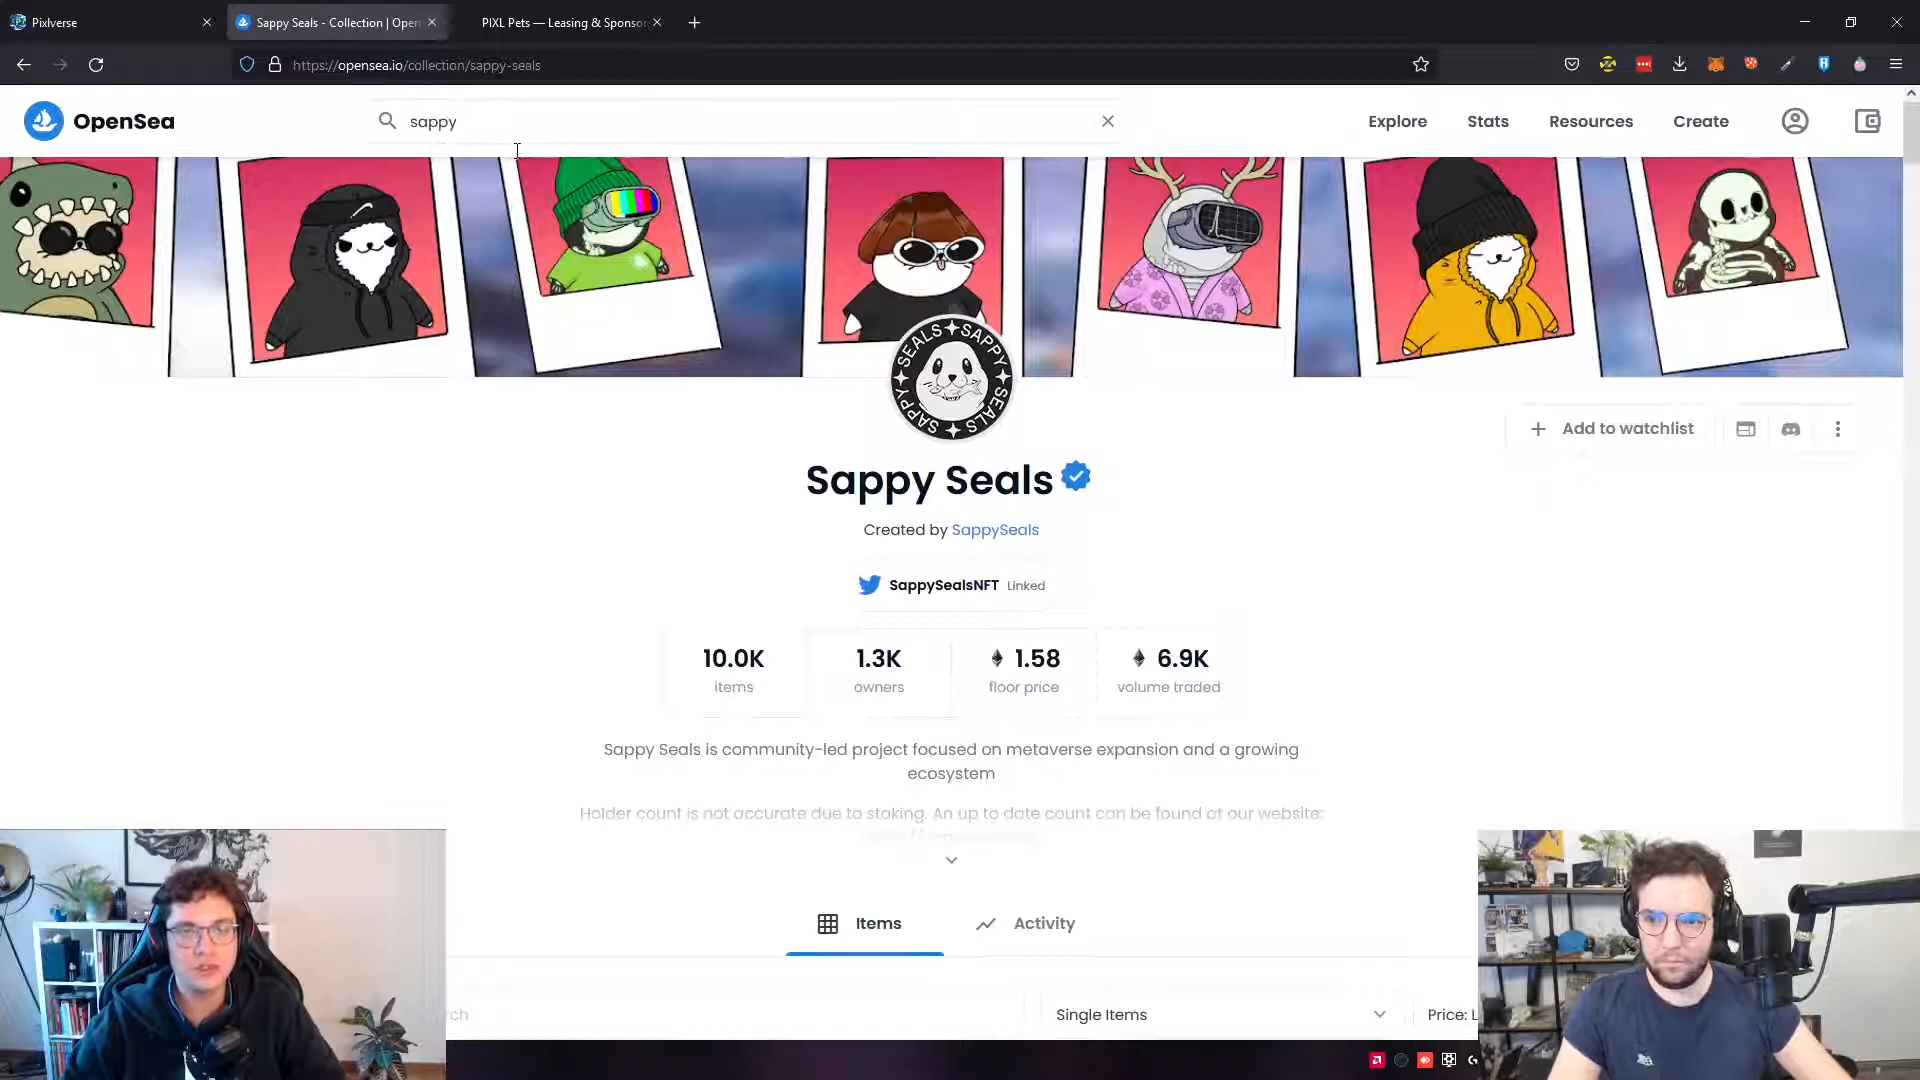 Pixlverse
Sappy Seals - Collection | Open
PIXL Pets — Leasing & Sponsor
https://opensea.io/collection/sappy-seals
OpenSea
sappy
Explore
Stats
Resources
Create
SEALS SAPPY SEALS SAPPY
Add to watchlist
Sappy Seals
Created by SappySeals
SappySealsNFT Linked
10.0K
items
1.3K
owners
1.58
floor price
6.9K
volume traded
Sappy Seals is community-led project focused on metaverse expansion and a growing
ecosystem
Holder count is not accurate due to staking. An up to date count can be found at our website:
Items
Activity
rch
Single Items
Price: L